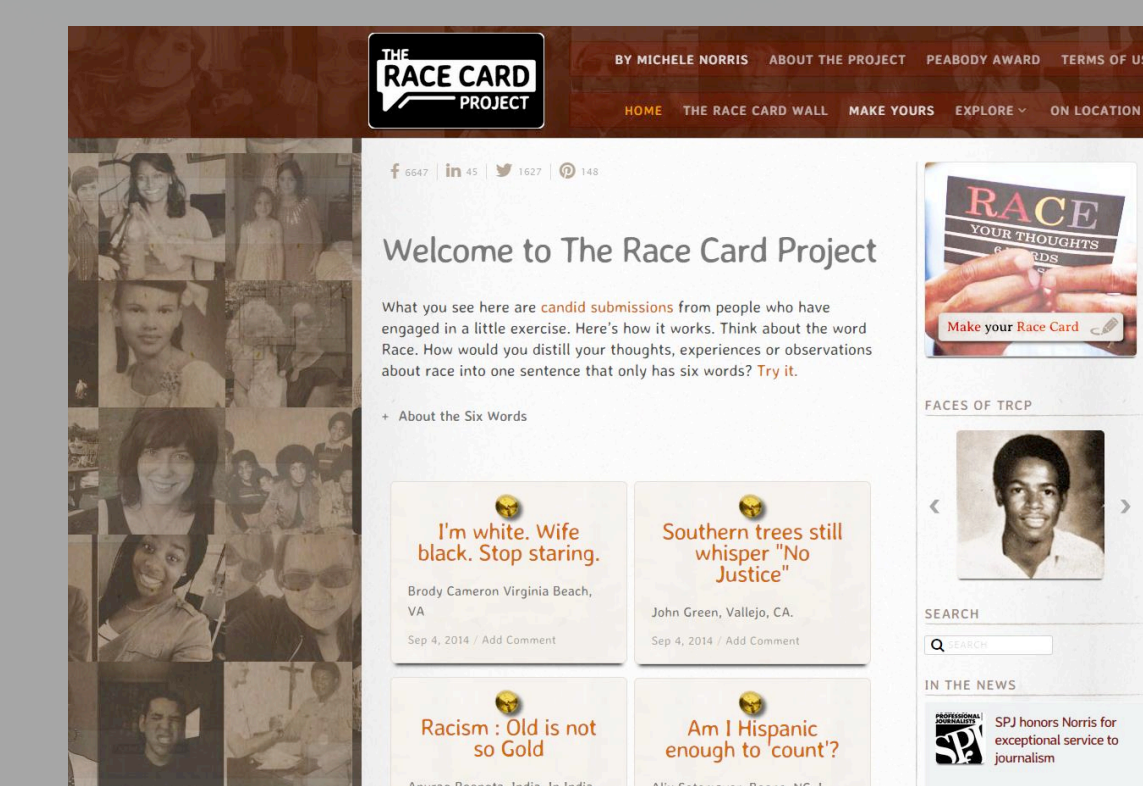 THE
RACE CARD
PROJECT
BY MICHELE NORRIS ABOUT THE PROJECT PEABODY AWARD TERMS OF
HOME THE RACE CARD WALL MAKE YOURS EXPLORE ON LOCATION
6647 in 45 1627 148
Welcome to The Race Card Project
What you see here are candid submissions from people who have
engaged in a little exercise. Here's how it works. Think about the word
Race. How would you distill your thoughts, experiences or observations
about race into one sentence that only has six words? Try it.
+ About the Six Words
I'm white. Wife
black. Stop staring.
Brody Cameron Virginia Beach,
VA
Sep 4, 2014 / Add Comment
Southern trees still
whisper "No
Justice"
John Green, Vallejo, CA.
Sep 4, 2014 / Add Comment
Racism : Old is not
so Gold
Am I Hispanic
enough to 'count'?
RACE
YOUR THOUGHTS
6
Make your Race Card
FACES OF TRCP
SEARCH
SEARCH
IN THE NEWS
PROFESSIONAL
JOURNALISTS
SPJ
SPJ honors Norris for
exceptional service to
journalism